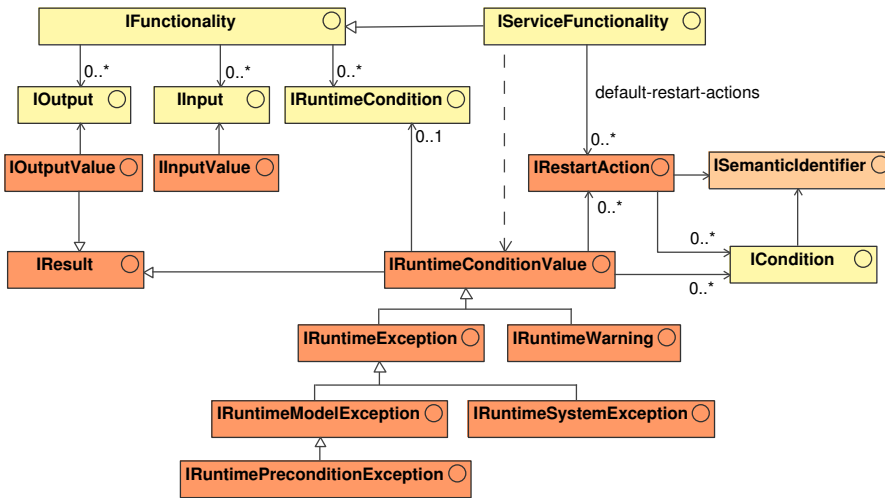 IFunctionality
IServiceFunctionality
0..*
0..*
0..*
default-restart-actions
IOutput
IInput
IRuntimeCondition
0..1
0..*
IOutputValue
IInputValue
IRestartAction
ISemanticIdentifier
0..*
0..*
IResult
IRuntimeConditionValue
ICondition
0..*
IRuntimeException
IRuntimeWarning
IRuntimeModelException
IRuntimeSystemException
IRuntimePreconditionException